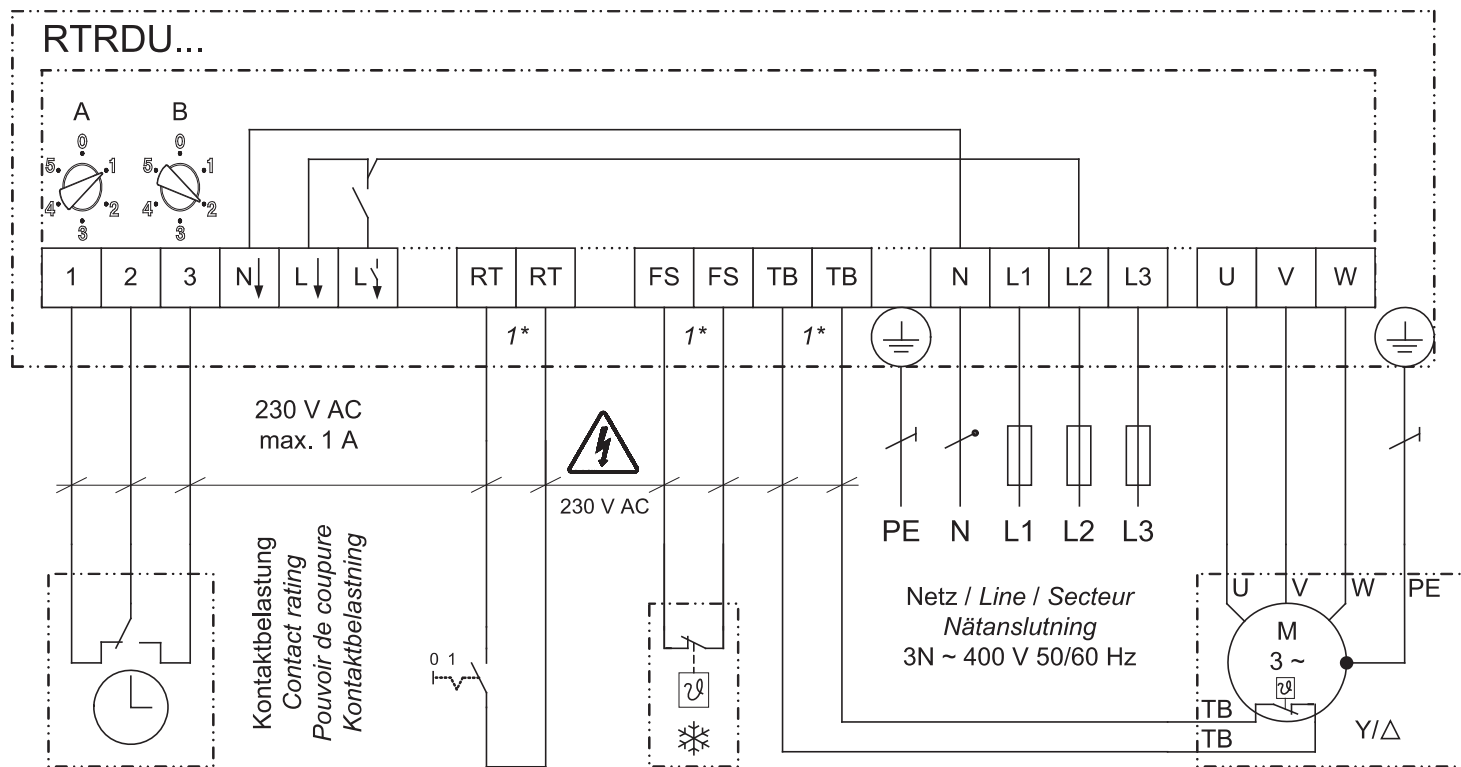 RTRDU...
A B
0 0
5 1 5 1
4 2 4 2
3 3
1 2 3 N L L RT RT FS FS TB TB N L1 L2 L3 U V W
1* 1* 1*
230 V AC
max. 1 A
230 V AC
PE N L1 L2 L3
Kontaktbelastung
Contact rating
Pouvoir de coupure
Kontaktbelastning
0 1
ϑ
Netz / Line / Secteur
Nätanslutning
3N ~ 400 V 50/60 Hz
U V W PE
M
3 ~
ϑ
TB
TB
Y/△